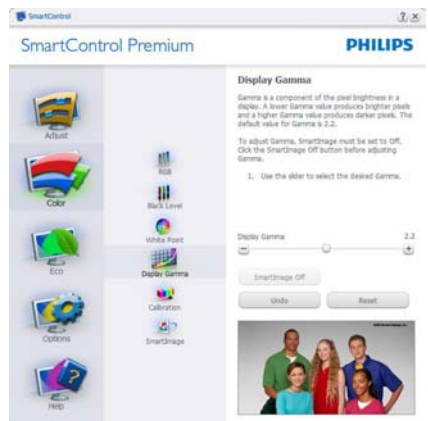 SmartControl
SmartControl Premium
PHILIPS
Adjust
Color
Eco
Options
Help
RGB
Black Level
White Point
Display Gamma
Calibration
SmartImage
Display Gamma
Gamma is a component of the pixel brightness in a
display. A lower Gamma value produces brighter pixels
and a higher Gamma value produces darker pixels. The
default value for Gamma is 2.2.
To adjust Gamma, SmartImage must be set to Off.
Click the SmartImage Off button before adjusting
Gamma.
1. Use the slider to select the desired Gamma.
Display Gamma 2.2
SmartImage Off
Undo Reset